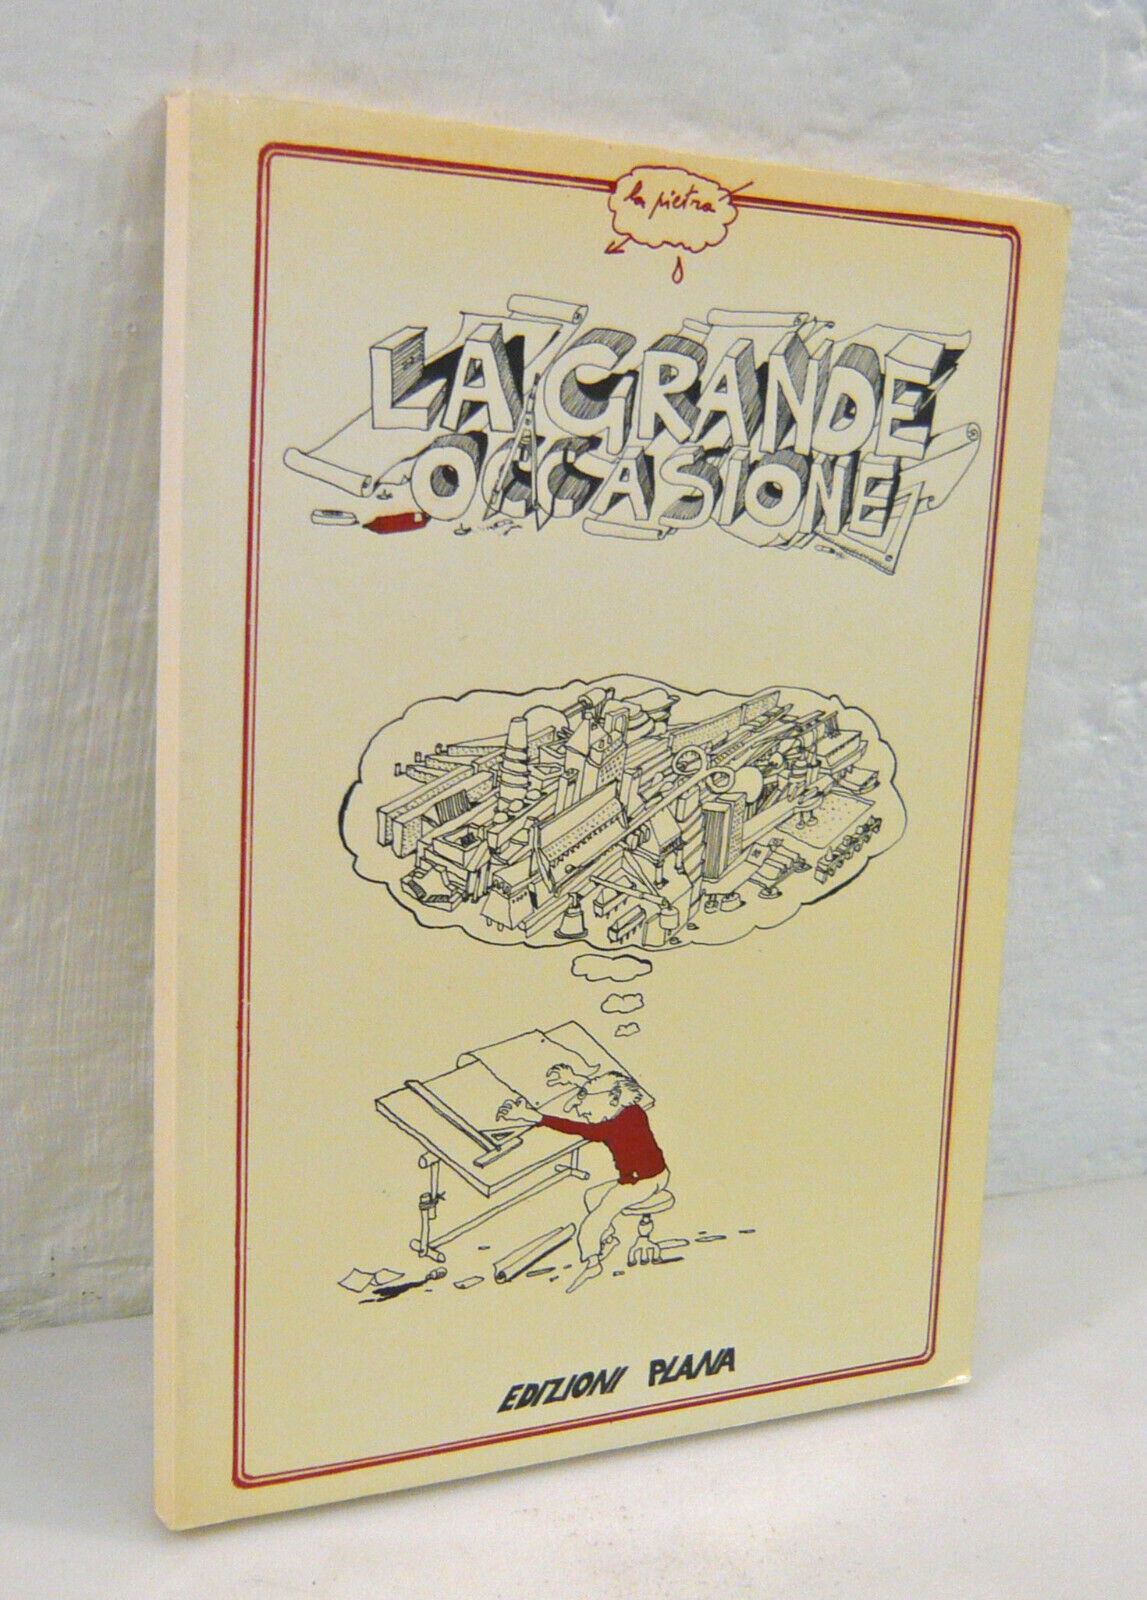 la pietra
LA GRANDE
OCCASIONE
EDIZIONI PLANA